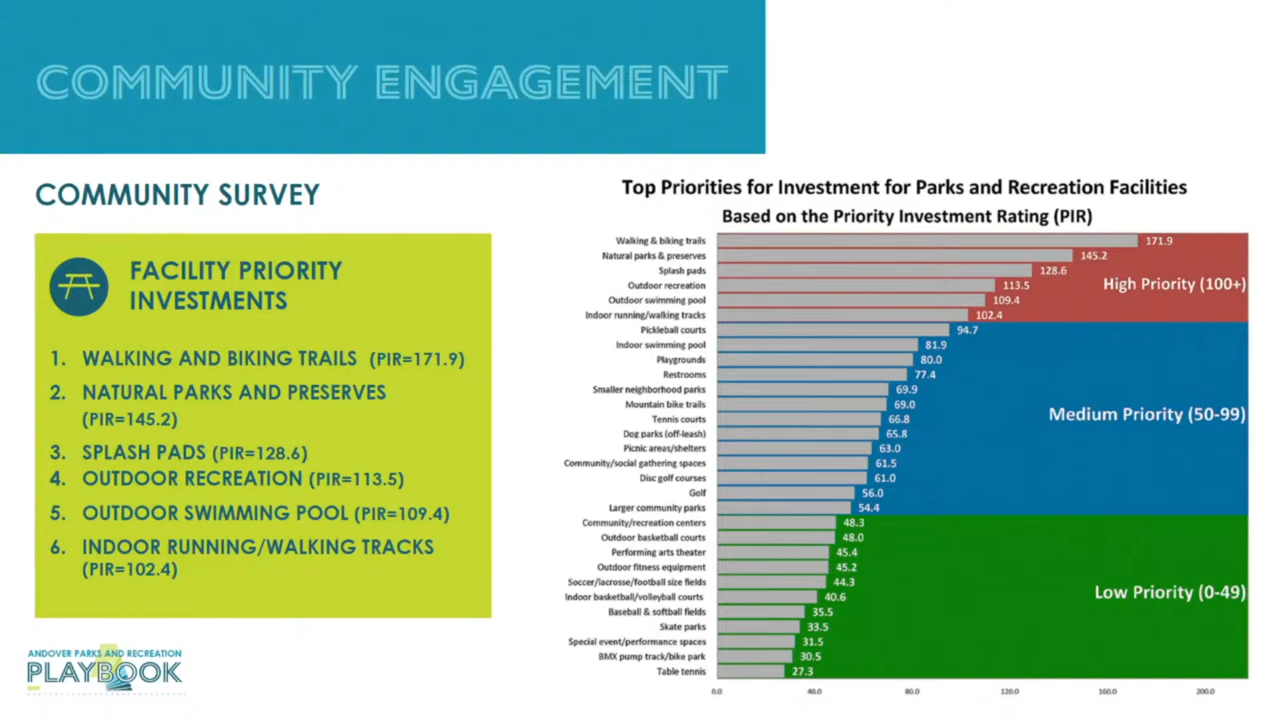 COMMUNITY ENGAGEMENT
COMMUNITY SURVEY
FACILITY PRIORITY
INVESTMENTS
1. WALKING AND BIKING TRAILS (PIR=171.9)
2. NATURAL PARKS AND PRESERVES
(PIR=145.2)
3. SPLASH PADS (PIR=128.6)
4. OUTDOOR RECREATION (PIR=113.5)
5. OUTDOOR SWIMMING POOL (PIR=109.4)
6. INDOOR RUNNING/WALKING TRACKS
(PIR=102.4)
ANDOVER PARKS AND RECREATION
PLAYBOOK
Top Priorities for Investment for Parks and Recreation Facilities
Based on the Priority Investment Rating (PIR)
Walking & biking trails 171.9
Natural parks & preserves 145.2
Splash pads 128.6
Outdoor recreation 113.5
High Priority (100+)
Outdoor swimming pool 109.4
Indoor running/walking tracks 102.4
Pickleball courts 94.7
Indoor swimming pool 81.9
Playgrounds 80.0
Restrooms 77.4
Smaller neighborhood parks 69.9
Mountain bike trails 69.0
Medium Priority (50-99)
Tennis courts 66.8
Dog parks (off-leash) 65.8
Picnic areas/shelters 63.0
Community/social gathering spaces 61.5
Disc golf courses 61.0
Golf 56.0
Larger community parks 54.4
Community/recreation centers 48.3
Outdoor basketball courts 48.0
Performing arts theater 45.4
Outdoor fitness equipment 45.2
Soccer/lacrosse/football size fields 44.3
Low Priority (0-49)
Indoor basketball/volleyball courts 40.6
Baseball & softball fields 35.5
Skate parks 33.5
Special event/performance spaces 31.5
BMX pump track/bike park 30.5
Table tennis 27.3
0.0 40.0 80.0 120.0 160.0 200.0